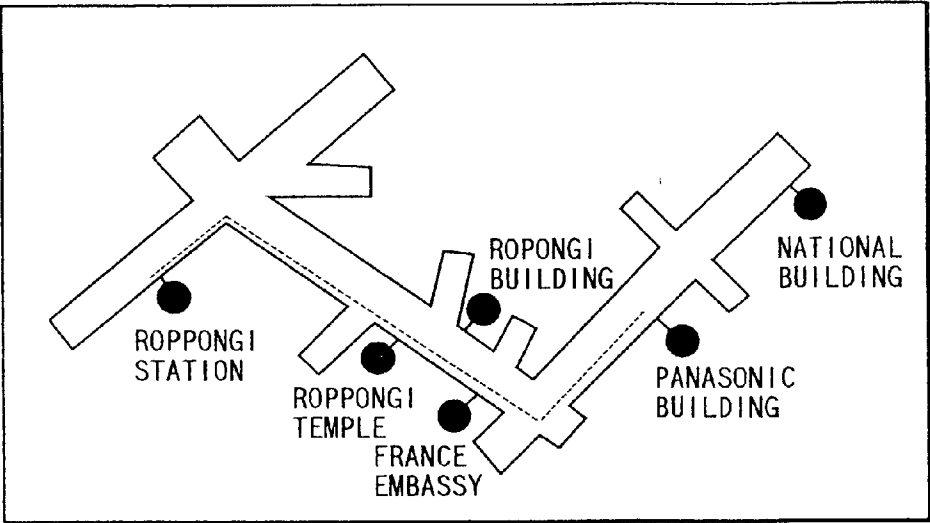 ROPONGI
BUILDING
NATIONAL
BUILDING
ROPPONGI
STATION
PANASONIC
BUILDING
ROPPONGI
TEMPLE
FRANCE
EMBASSY